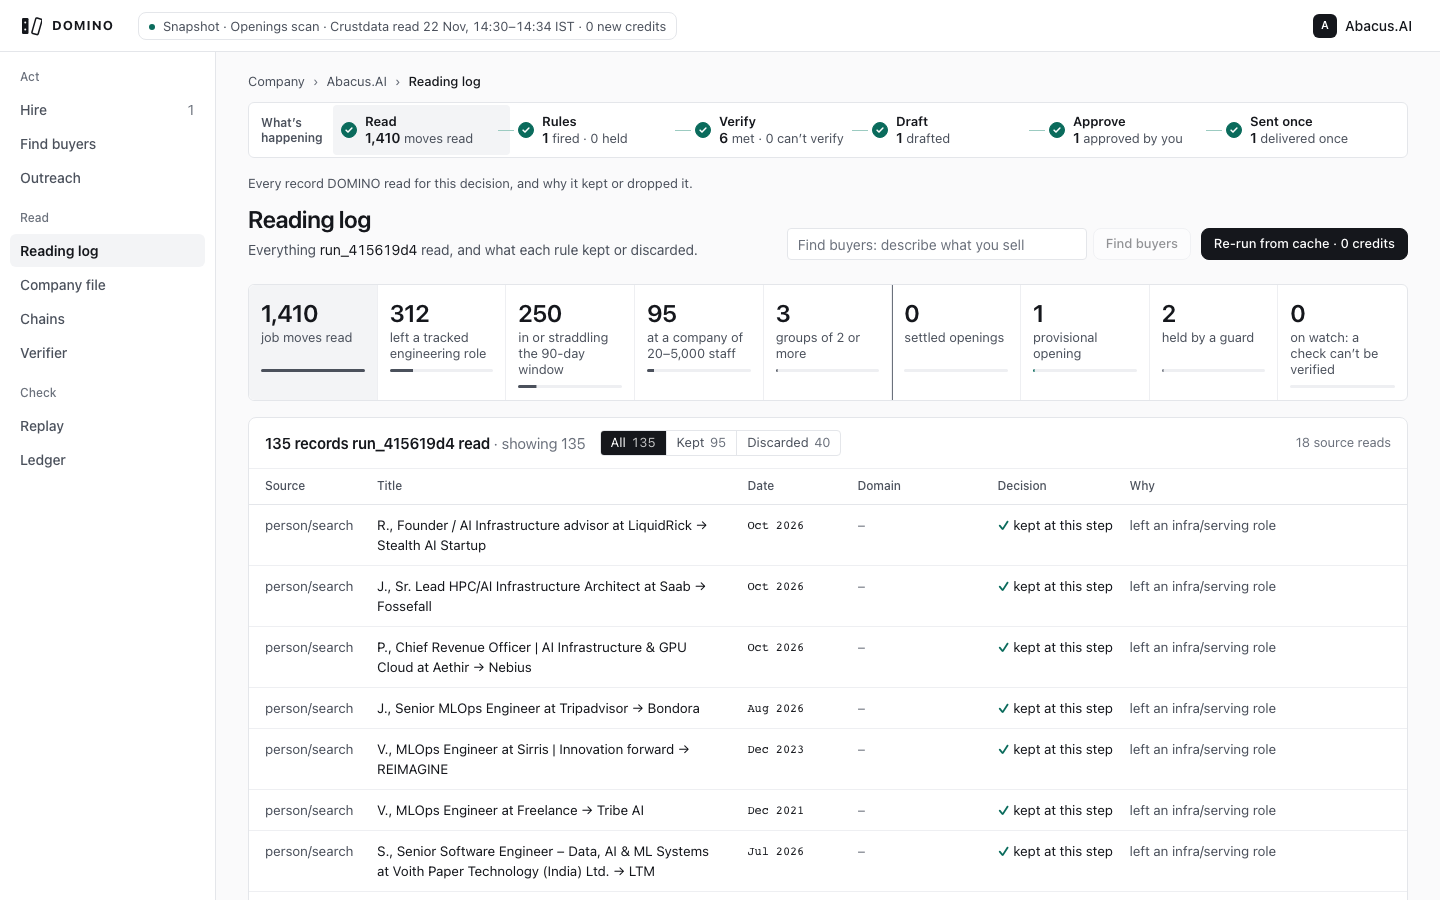 DOMINO
Snapshot · Openings scan · Crustdata read 22 Nov, 14:30–14:34 IST · 0 new credits
A
Abacus.AI
Act
Hire 1
Find buyers
Outreach
Read
Reading log
Company file
Chains
Verifier
Check
Replay
Ledger
Company › Abacus.AI › Reading log
What's
happening
Read
1,410 moves read
Rules
1 fired · 0 held
Verify
6 met · 0 can't verify
Draft
1 drafted
Approve
1 approved by you
Sent once
1 delivered once
Every record DOMINO read for this decision, and why it kept or dropped it.
Reading log
Everything run_415619d4 read, and what each rule kept or discarded.
Find buyers: describe what you sell
Find buyers
Re-run from cache · 0 credits
1,410
job moves read
312
left a tracked
engineering role
250
in or straddling
the 90-day
window
95
at a company of
20–5,000 staff
3
groups of 2 or
more
0
settled openings
1
provisional
opening
2
held by a guard
0
on watch: a
check can't be
verified
135 records run_415619d4 read · showing 135
All 135
Kept 95
Discarded 40
18 source reads
Source Title Date Domain Decision Why
person/search R., Founder / AI Infrastructure advisor at LiquidRick → Oct 2026 – ✓ kept at this step left an infra/serving role
Stealth AI Startup
person/search J., Sr. Lead HPC/AI Infrastructure Architect at Saab → Oct 2026 – ✓ kept at this step left an infra/serving role
Fossefall
person/search P., Chief Revenue Officer | AI Infrastructure & GPU Oct 2026 – ✓ kept at this step left an infra/serving role
Cloud at Aethir → Nebius
person/search J., Senior MLOps Engineer at Tripadvisor → Bondora Aug 2026 – ✓ kept at this step left an infra/serving role
person/search V., MLOps Engineer at Sirris | Innovation forward → Dec 2023 – ✓ kept at this step left an infra/serving role
REIMAGINE
person/search V., MLOps Engineer at Freelance → Tribe AI Dec 2021 – ✓ kept at this step left an infra/serving role
person/search S., Senior Software Engineer – Data, AI & ML Systems Jul 2026 – ✓ kept at this step left an infra/serving role
at Voith Paper Technology (India) Ltd. → LTM